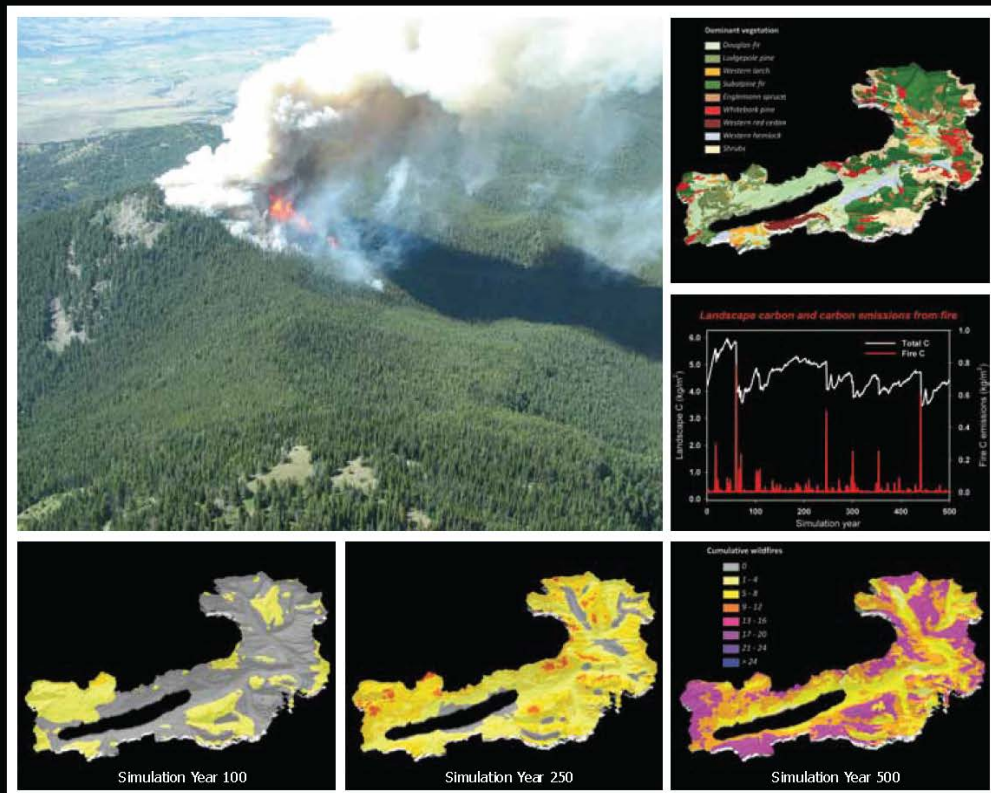 Dominant vegetation
Douglas fir
Lodgepole pine
Western larch
Subalpine fir
Engelmann spruce
Whitebark pine
Western red cedar
Western hemlock
Shrubs
Landscape carbon and carbon emissions from fire
6.0
5.0
4.0
3.0
2.0
1.0
0.0
Landscape C (kg/m²)
Total C
Fire C
1.0
0.8
0.6
0.4
0.2
0.0
Fire C emissions (kg/m²)
0 100 200 300 400 500
Simulation year
Simulation Year 100
Simulation Year 250
Cumulative wildfires
0
1 - 4
5 - 8
9 - 12
13 - 16
17 - 20
21 - 24
> 24
Simulation Year 500